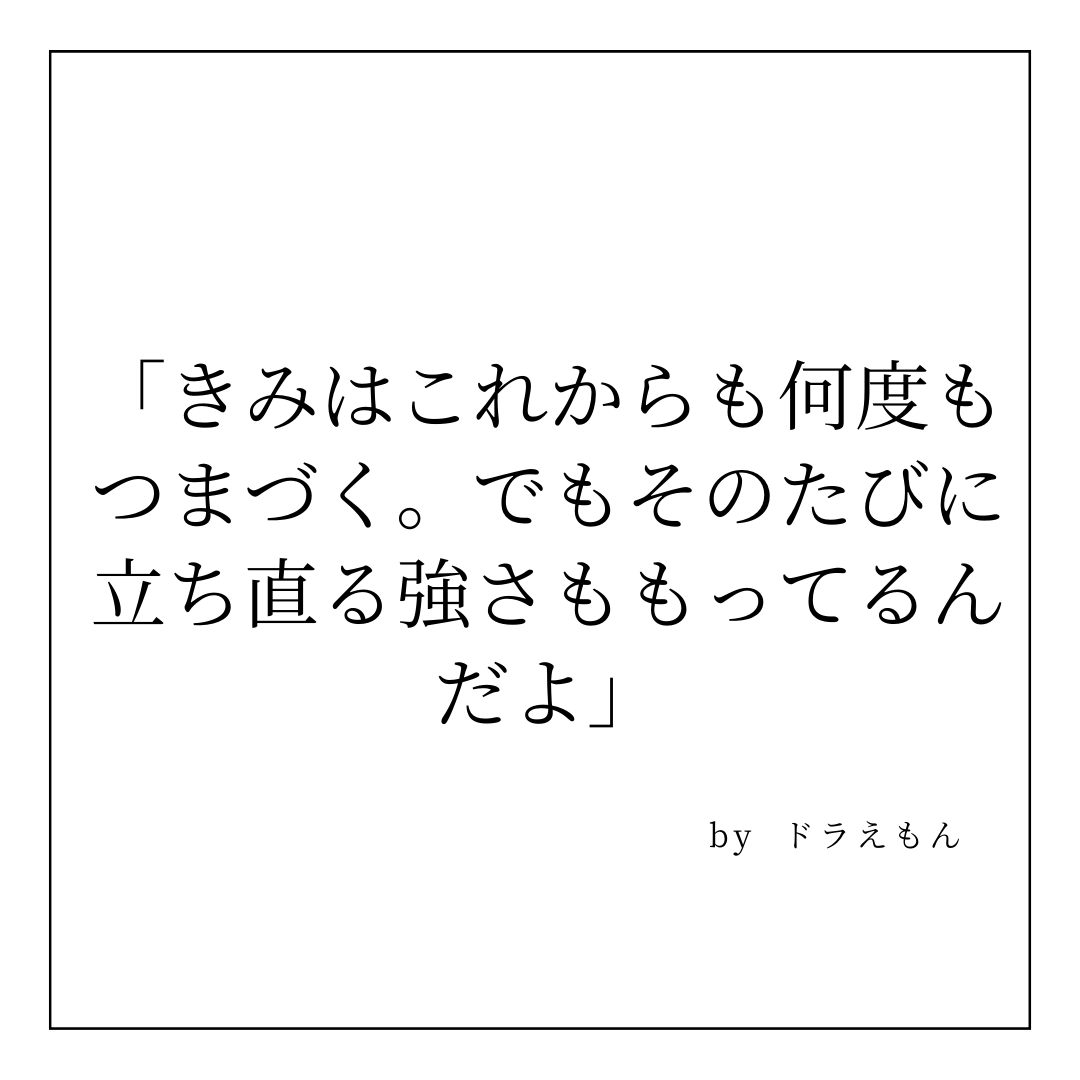 「きみはこれからも何度も
つまづく。でもそのたびに
立ち直る強さももってるん
だよ」
by ドラえもん